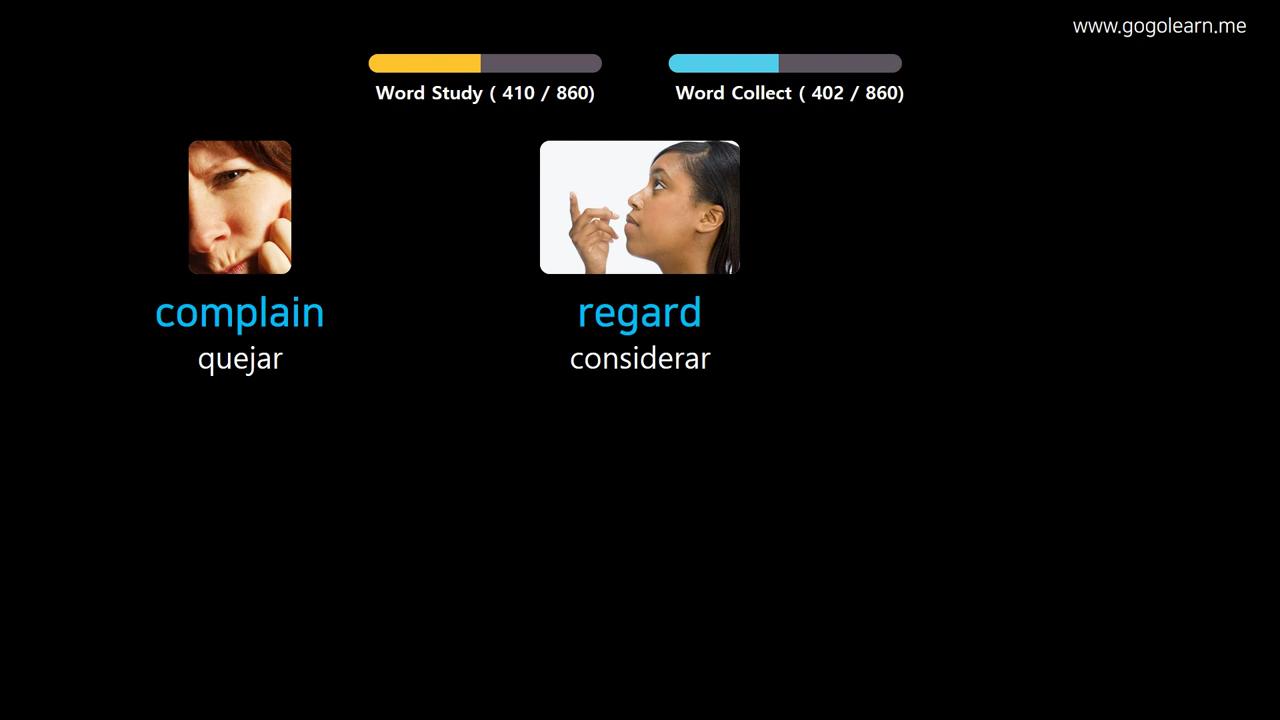 www.gogolearn.me
Word Study ( 410 / 860)
Word Collect ( 402 / 860)
complain
regard
quejar
considerar